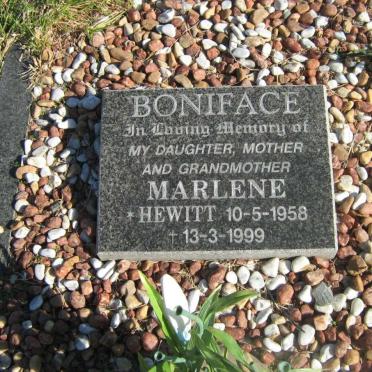 BONIFACE
In Loving Memory of
MY DAUGHTER, MOTHER
AND GRANDMOTHER
MARLENE
* HEWITT 10-5-1958
† 13-3-1999